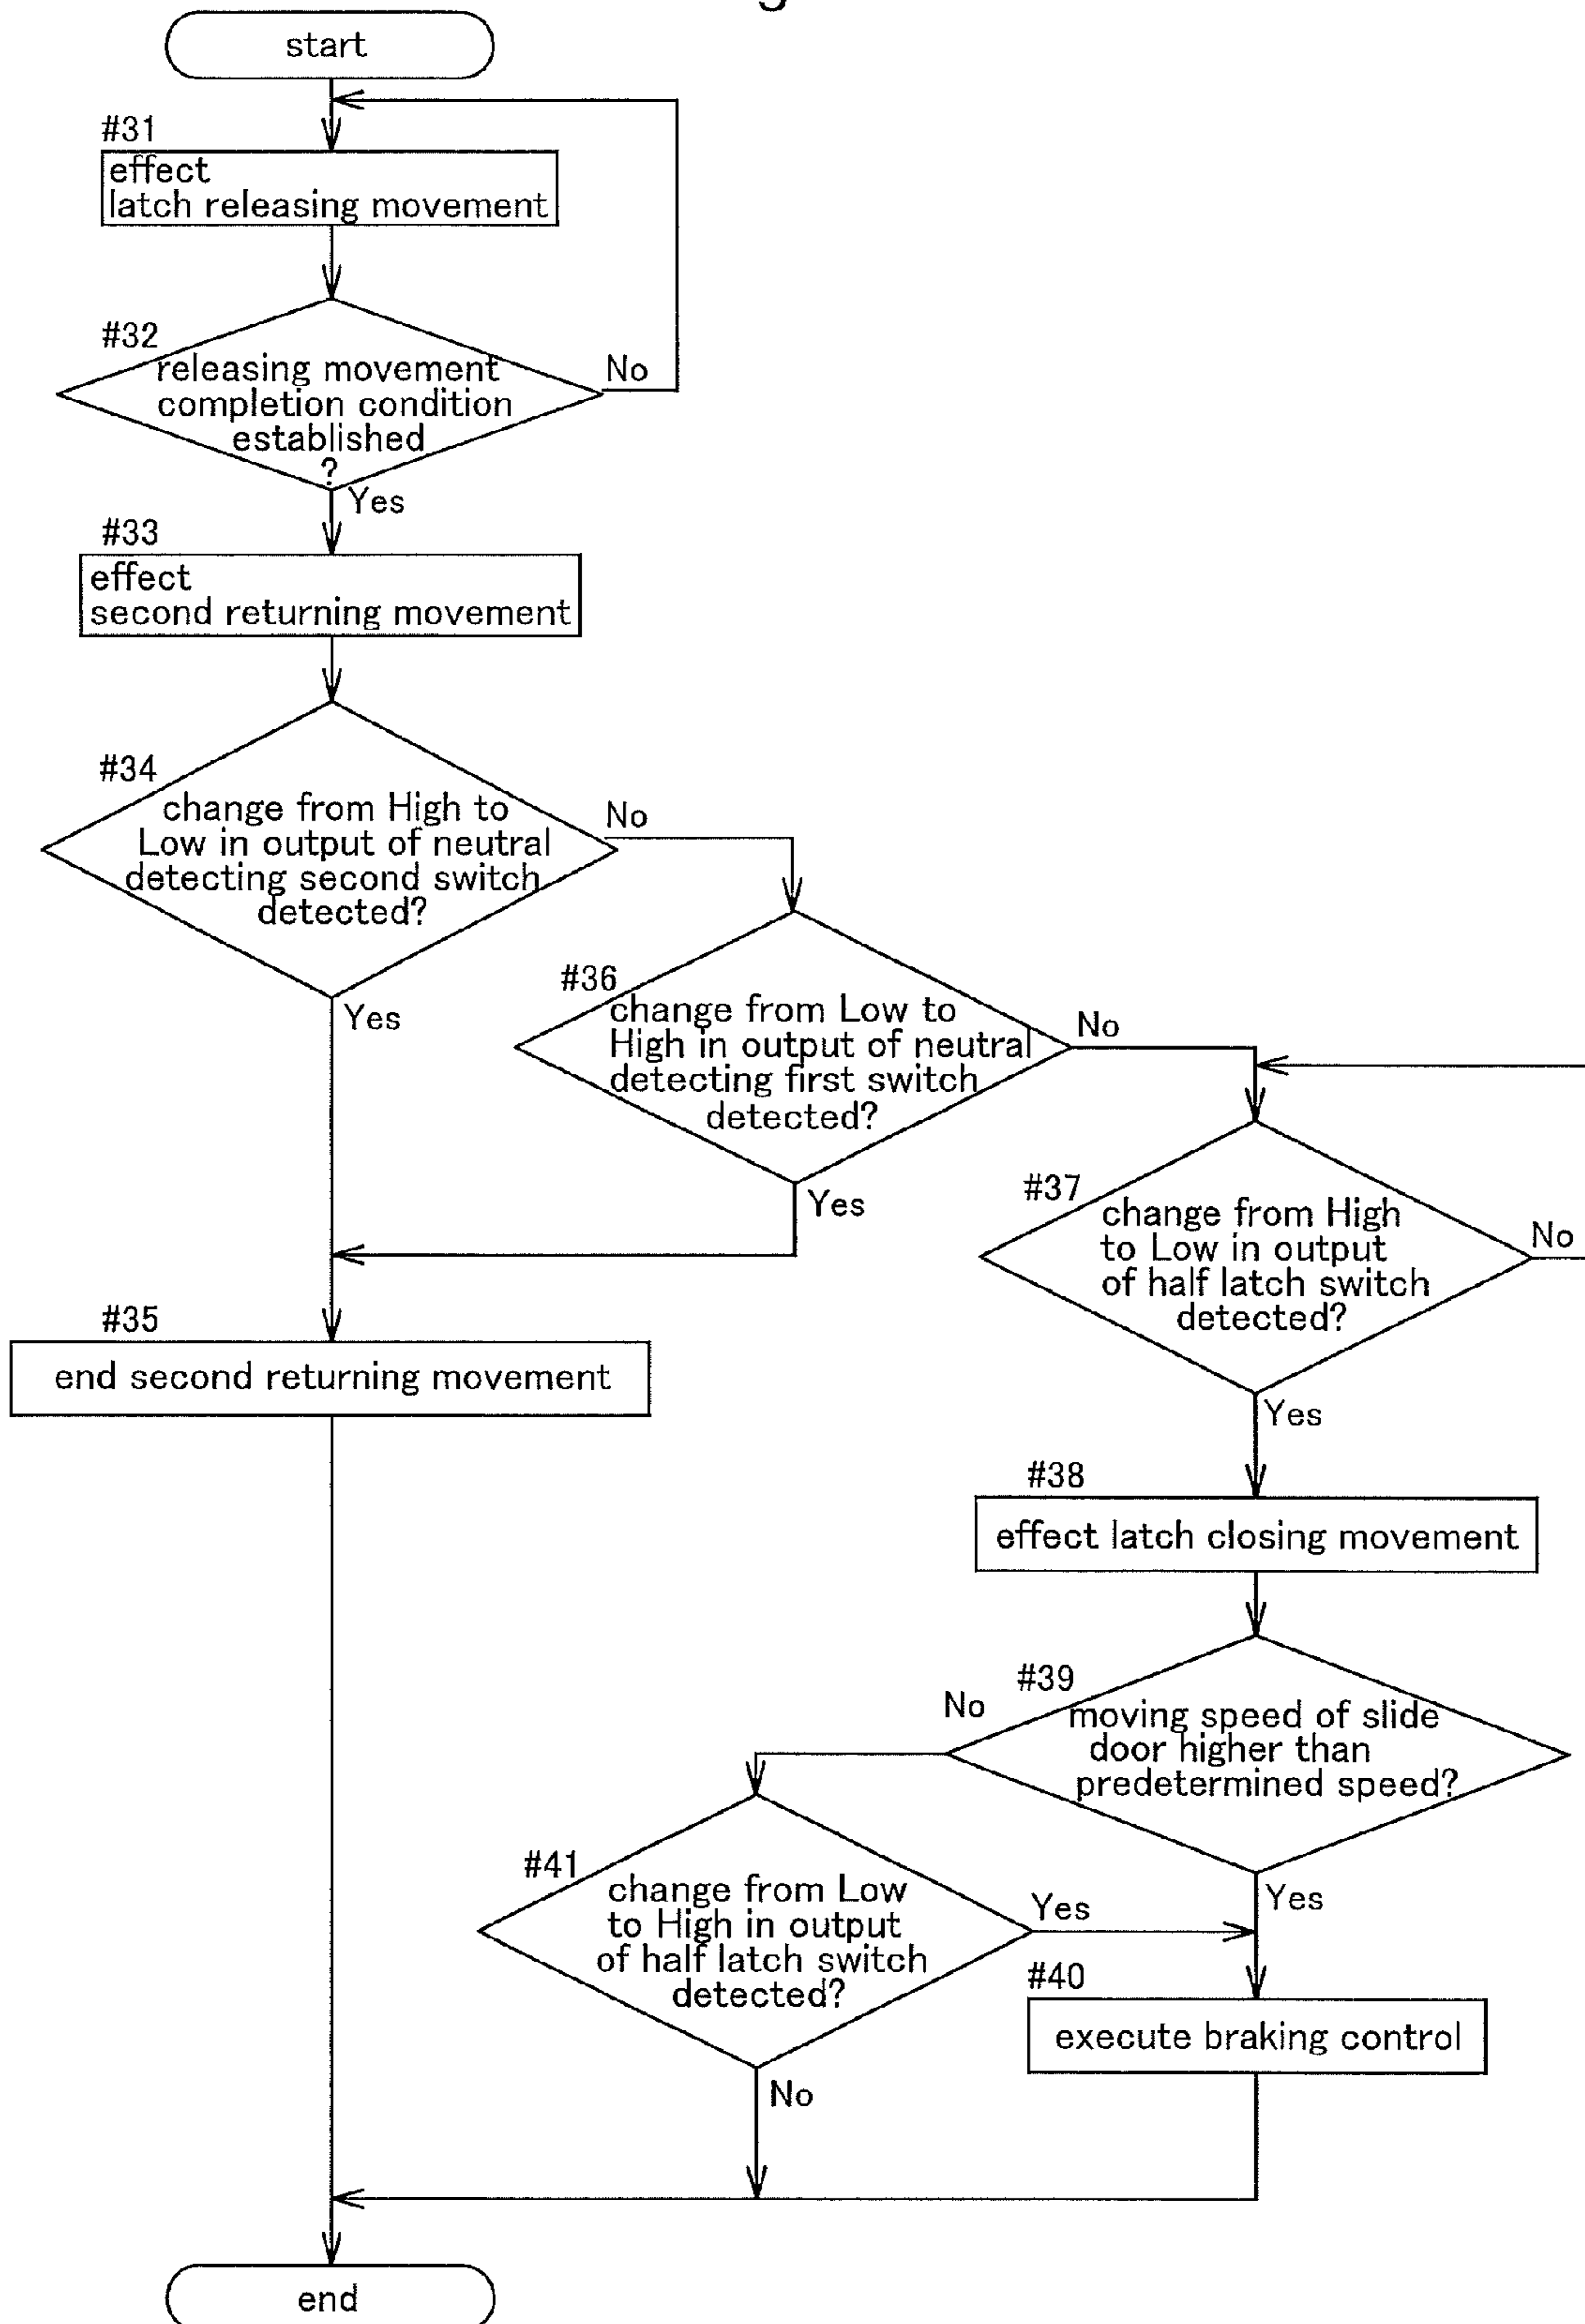 g
start
#31
effect
latch releasing movement
#32
releasing movement
completion condition
established
?
No
Yes
#33
effect
second returning movement
#34
change from High to
Low in output of neutral
detecting second switch
detected?
No
Yes
#36
change from Low to
High in output of neutral
detecting first switch
detected?
No
Yes
#37
change from High
to Low in output
of half latch switch
detected?
No
Yes
#35
end second returning movement
#38
effect latch closing movement
#39
moving speed of slide
door higher than
predetermined speed?
No
Yes
#41
change from Low
to High in output
of half latch switch
detected?
Yes
No
#40
execute braking control
end